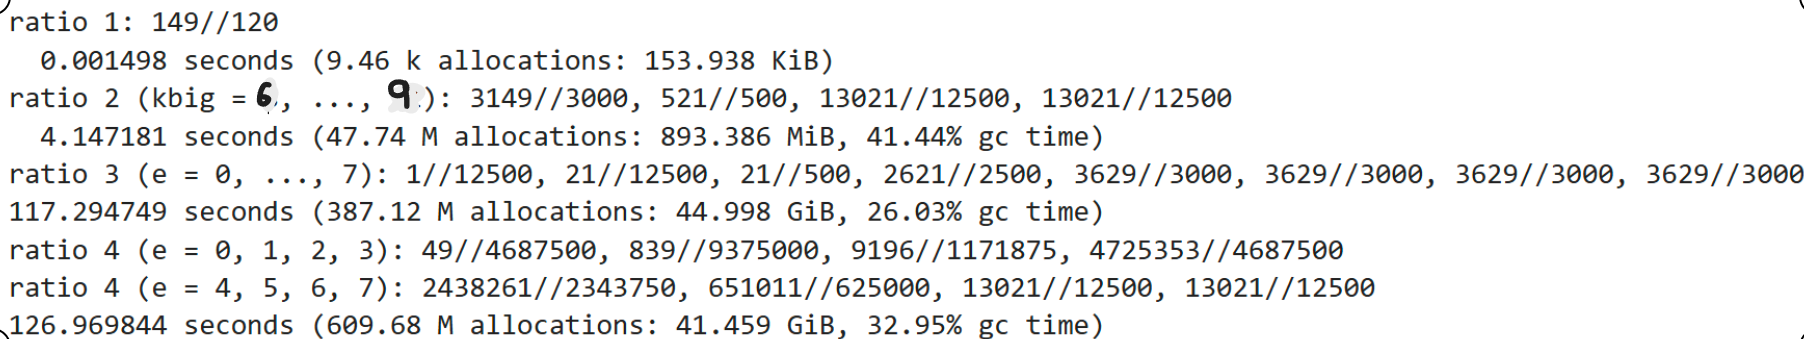 ratio 1: 149//120
0.001498 seconds (9.46 k allocations: 153.938 KiB)
ratio 2 (kbig = 6, ..., 9): 3149//3000, 521//500, 13021//12500, 13021//12500
4.147181 seconds (47.74 M allocations: 893.386 MiB, 41.44% gc time)
ratio 3 (e = 0, ..., 7): 1//12500, 21//12500, 21//500, 2621//2500, 3629//3000, 3629//3000, 3629//3000, 3629//3000
117.294749 seconds (387.12 M allocations: 44.998 GiB, 26.03% gc time)
ratio 4 (e = 0, 1, 2, 3): 49//4687500, 839//9375000, 9196//1171875, 4725353//4687500
ratio 4 (e = 4, 5, 6, 7): 2438261//2343750, 651011//625000, 13021//12500, 13021//12500
126.969844 seconds (609.68 M allocations: 41.459 GiB, 32.95% gc time)